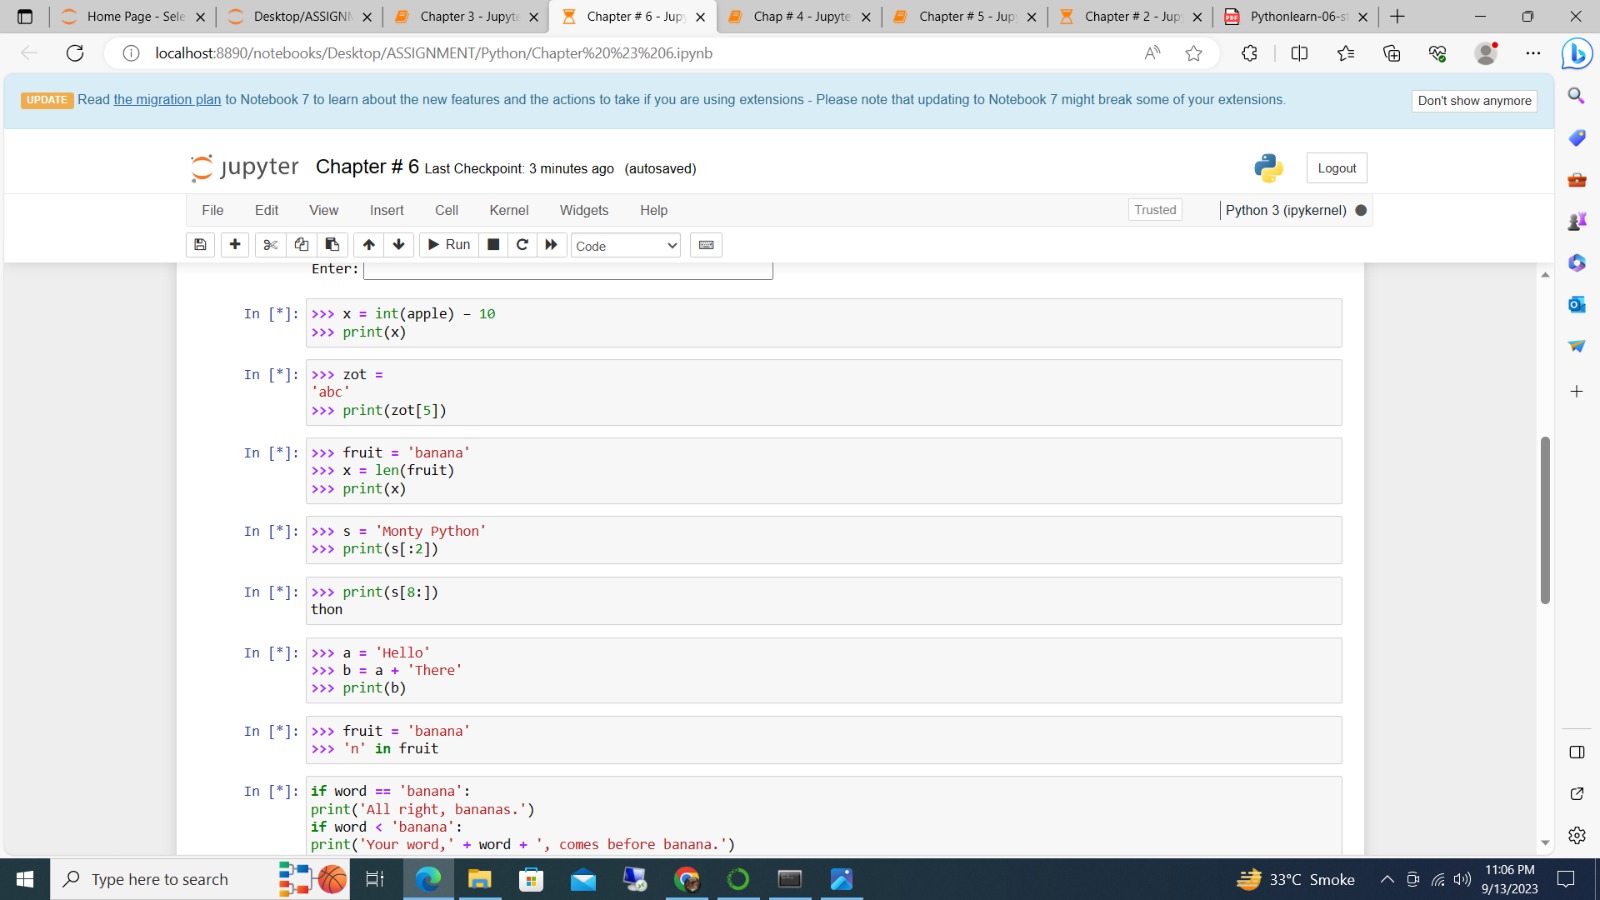 Home Page - Sele
Desktop/ASSIGNM
Chapter 3 - Jupyte
Chapter # 6 - Jupy
Chap # 4 - Jupyte
Chapter # 5 - Jup
Chapter # 2 - Jup
Pythonlearn-06-st
localhost:8890/notebooks/Desktop/ASSIGNMENT/Python/Chapter%20%23%206.ipynb
UPDATE Read the migration plan to Notebook 7 to learn about the new features and the actions to take if you are using extensions - Please note that updating to Notebook 7 might break some of your extensions.
Don't show anymore
jupyter Chapter # 6 Last Checkpoint: 3 minutes ago (autosaved)
Logout
File Edit View Insert Cell Kernel Widgets Help
Trusted
Python 3 (ipykernel)
Run
Code
Enter:
In [*]: >>> x = int(apple) – 10
>>> print(x)
In [*]: >>> zot =
'abc'
>>> print(zot[5])
In [*]: >>> fruit = 'banana'
>>> x = len(fruit)
>>> print(x)
In [*]: >>> s = 'Monty Python'
>>> print(s[:2])
In [*]: >>> print(s[8:])
thon
In [*]: >>> a = 'Hello'
>>> b = a + 'There'
>>> print(b)
In [*]: >>> fruit = 'banana'
>>> 'n' in fruit
In [*]: if word == 'banana':
print('All right, bananas.')
if word < 'banana':
print('Your word,' + word + ', comes before banana.')
Type here to search
33°C Smoke
11:06 PM
9/13/2023